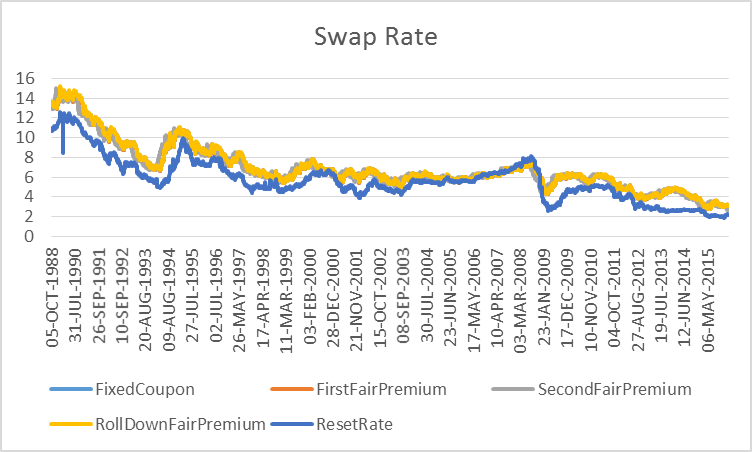 Swap Rate
16
14
12
10
8
6
4
2
0
05-OCT-1988
31-JUL-1990
26-SEP-1991
10-SEP-1992
20-AUG-1993
09-AUG-1994
27-JUL-1995
02-JUL-1996
26-MAY-1997
17-APR-1998
11-MAR-1999
03-FEB-2000
28-DEC-2000
21-NOV-2001
15-OCT-2002
08-SEP-2003
30-JUL-2004
23-JUN-2005
17-MAY-2006
10-APR-2007
03-MAR-2008
23-JAN-2009
17-DEC-2009
10-NOV-2010
04-OCT-2011
27-AUG-2012
19-JUL-2013
12-JUN-2014
06-MAY-2015
FixedCoupon FirstFairPremium SecondFairPremium
RollDownFairPremium ResetRate